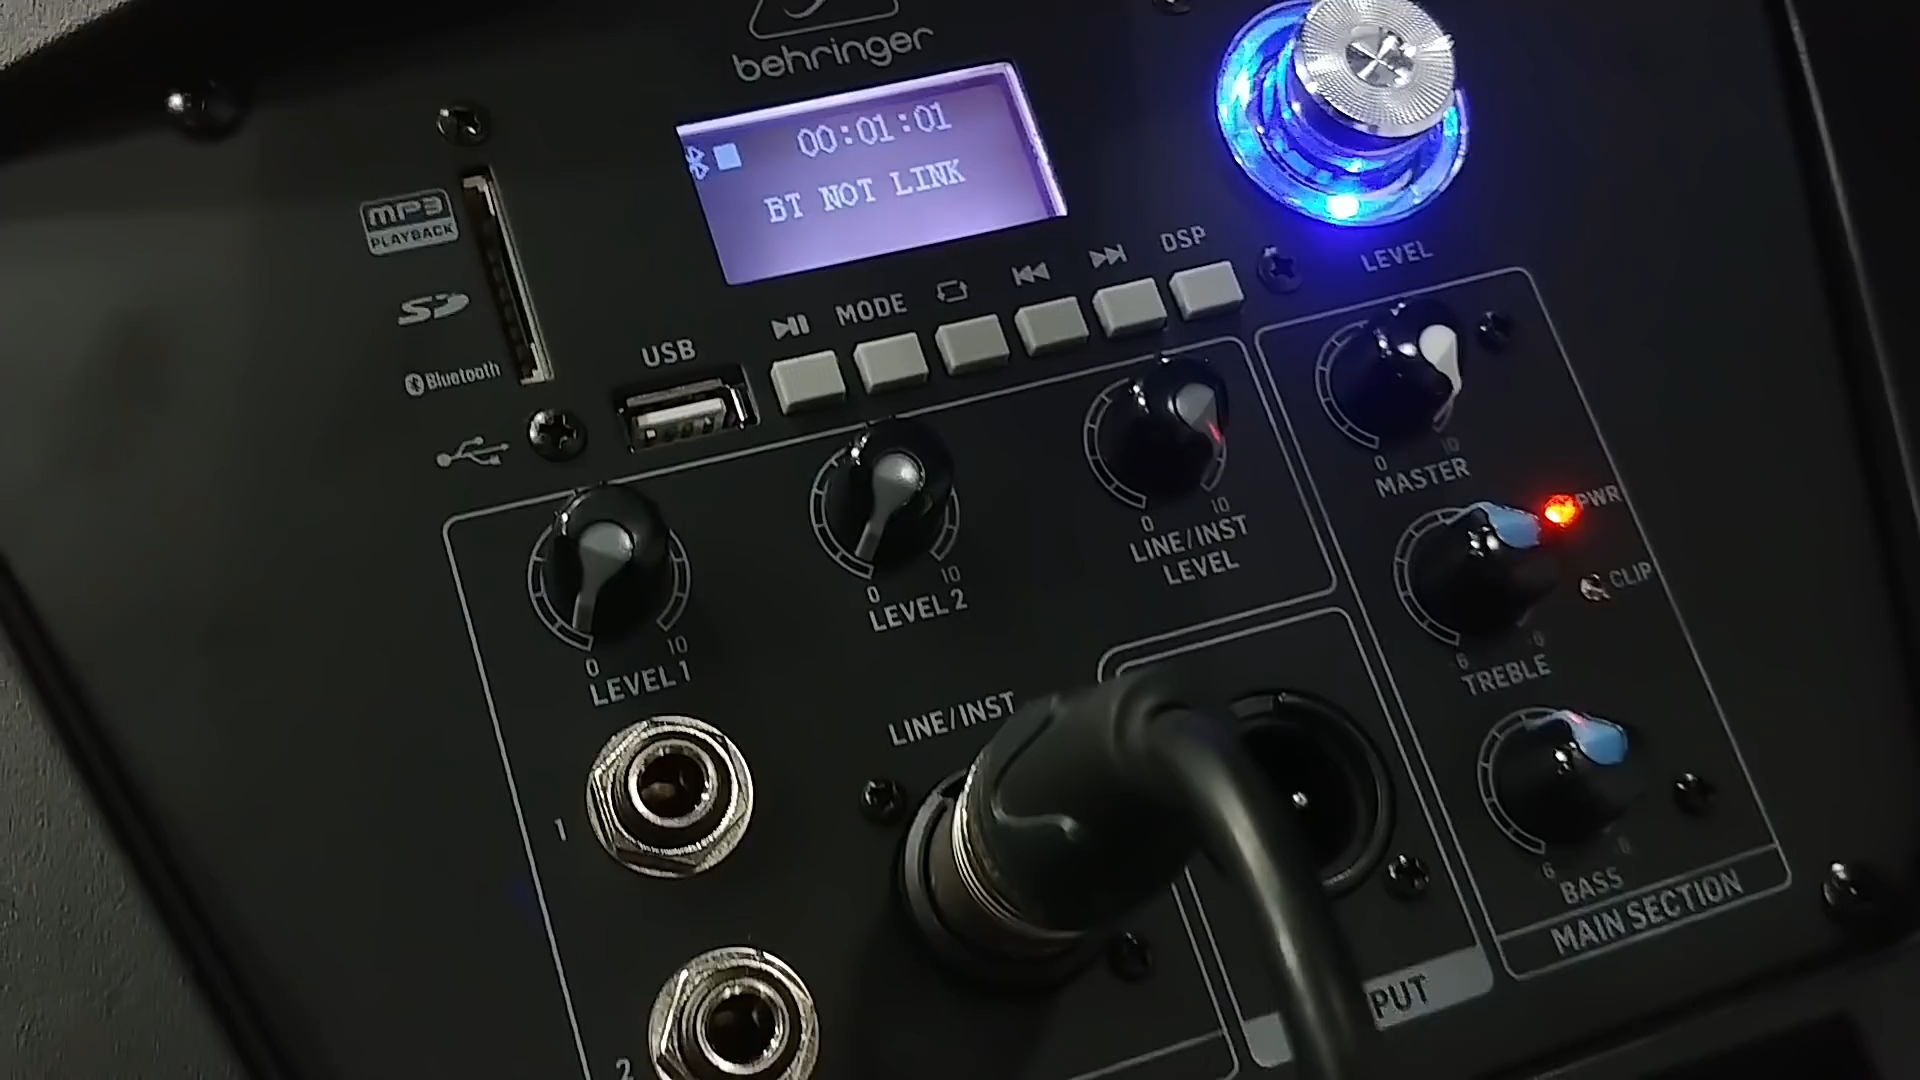 behringer
00:01:01
BT NOT LINK
MP3
PLAYBACK
SD
Bluetooth
USB
MODE
DSP
LEVEL
0 10
LEVEL 1
0 10
LEVEL 2
0 10
LINE/INST
LEVEL
0 10
MASTER
PWR
CLIP
6
TREBLE
6
BASS
MAIN SECTION
LINE/INST
1
2
PUT